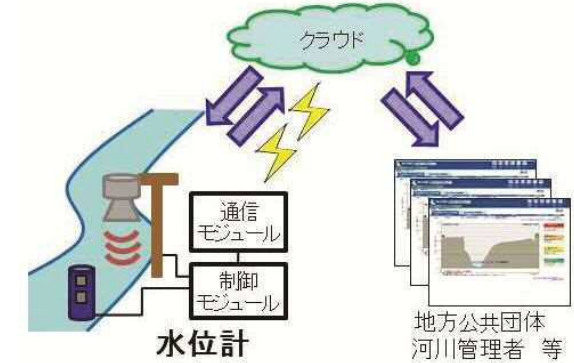 クラウド
通信
モジュール
制御
モジュール
水位計
地方公共団体
河川管理者 等